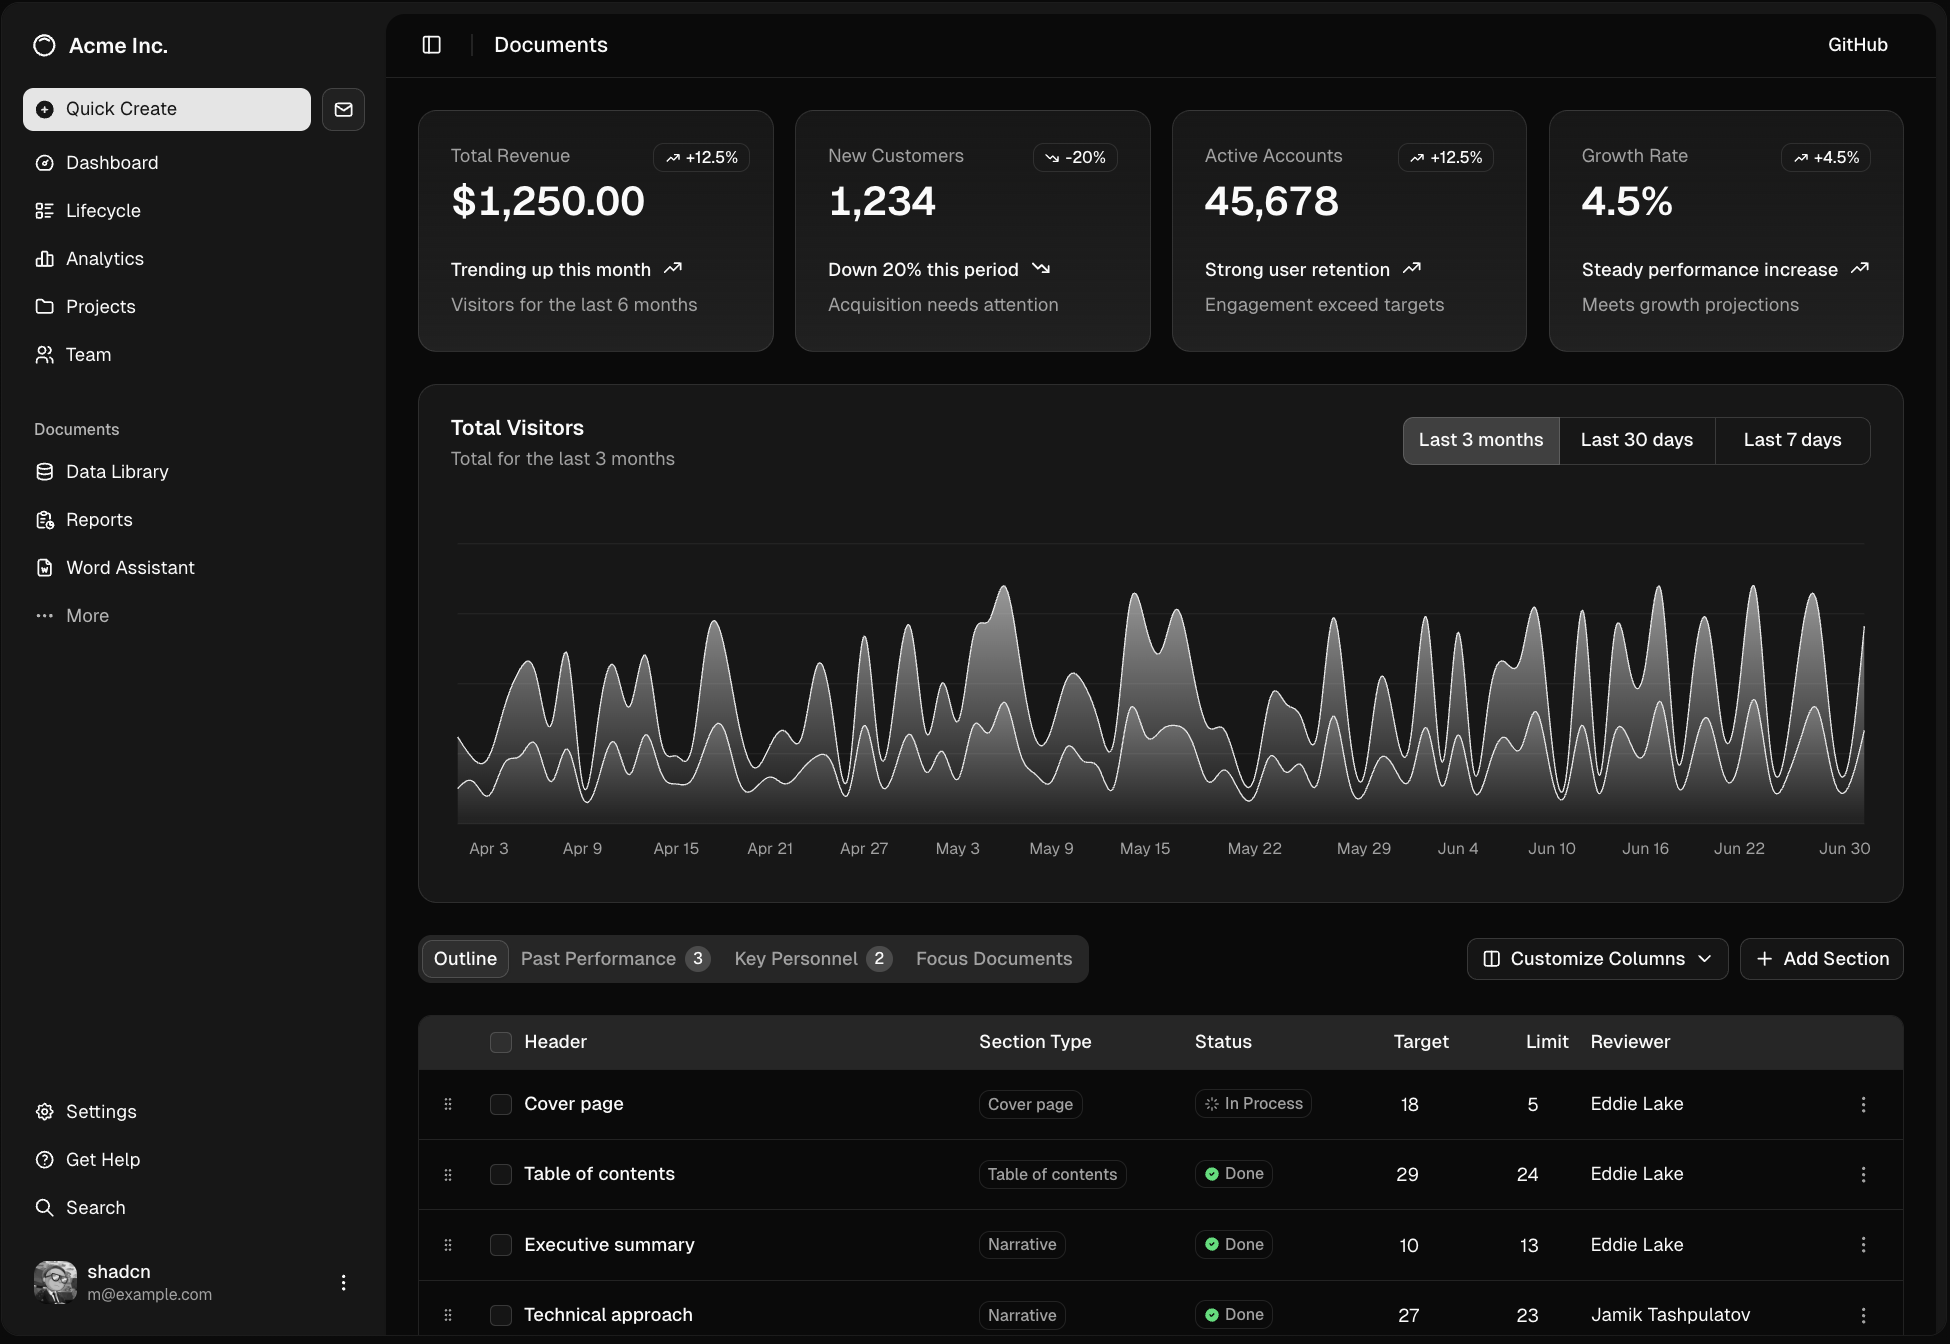 Acme Inc.
Quick Create
Dashboard
Lifecycle
Analytics
Projects
Team
Documents
Data Library
Reports
Word Assistant
More
Settings
Get Help
Search
shadcn
m@example.com
Documents
GitHub
Total Revenue
+12.5%
$1,250.00
Trending up this month
Visitors for the last 6 months
New Customers
-20%
1,234
Down 20% this period
Acquisition needs attention
Active Accounts
+12.5%
45,678
Strong user retention
Engagement exceed targets
Growth Rate
+4.5%
4.5%
Steady performance increase
Meets growth projections
Total Visitors
Total for the last 3 months
Last 3 months Last 30 days Last 7 days
Apr 3 Apr 9 Apr 15 Apr 21 Apr 27 May 3 May 9 May 15 May 22 May 29 Jun 4 Jun 10 Jun 16 Jun 22 Jun 30
Outline Past Performance 3 Key Personnel 2 Focus Documents
Customize Columns Add Section
Header Section Type Status Target Limit Reviewer
Cover page Cover page In Process 18 5 Eddie Lake
Table of contents Table of contents Done 29 24 Eddie Lake
Executive summary Narrative Done 10 13 Eddie Lake
Technical approach Narrative Done 27 23 Jamik Tashpulatov